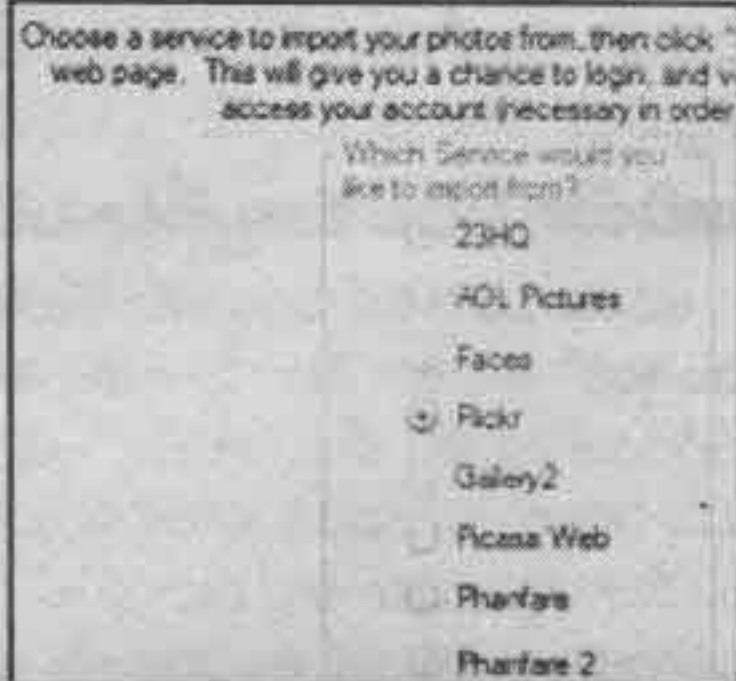 Choose a service to import your photos from, then click "
web page. This will give you a chance to login, and v
access your account (necessary in order
Which Service would you
like to import from?
23HQ
AOL Pictures
Faces
Flickr
Gallery2
Picasa Web
Phanfare
Phanfare 2